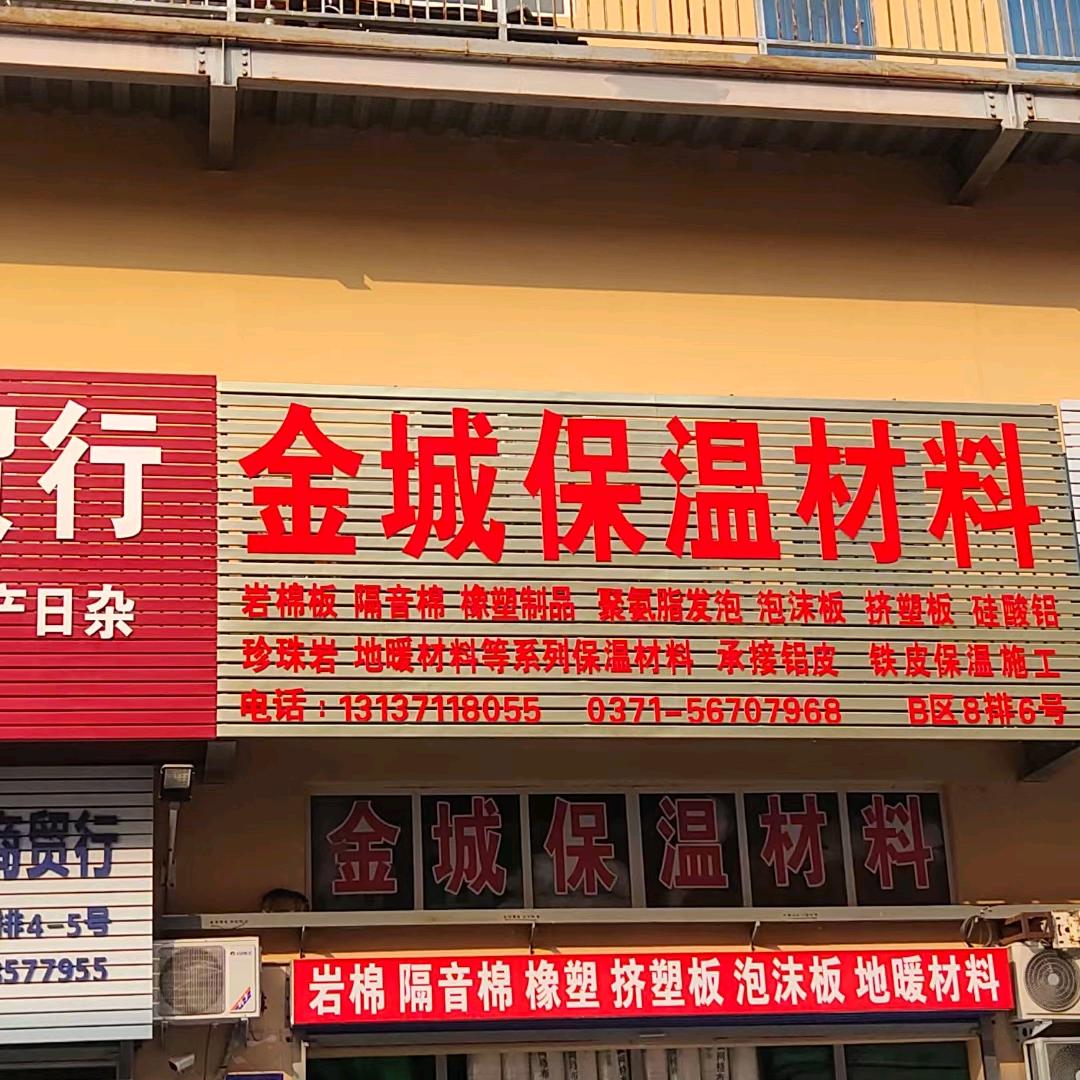 贸行
产日杂
金城保温材料
岩棉板 隔音棉 橡塑制品 聚氨脂发泡 泡沫板 挤塑板 硅酸铝
珍珠岩 地暖材料等系列保温材料 承接铝皮 铁皮保温施工
电话：13137118055 0371-56707968 B区8排6号
金城保温材料
商贸行
排4-5号
577955
岩棉 隔音棉 橡塑 挤塑板 泡沫板 地暖材料